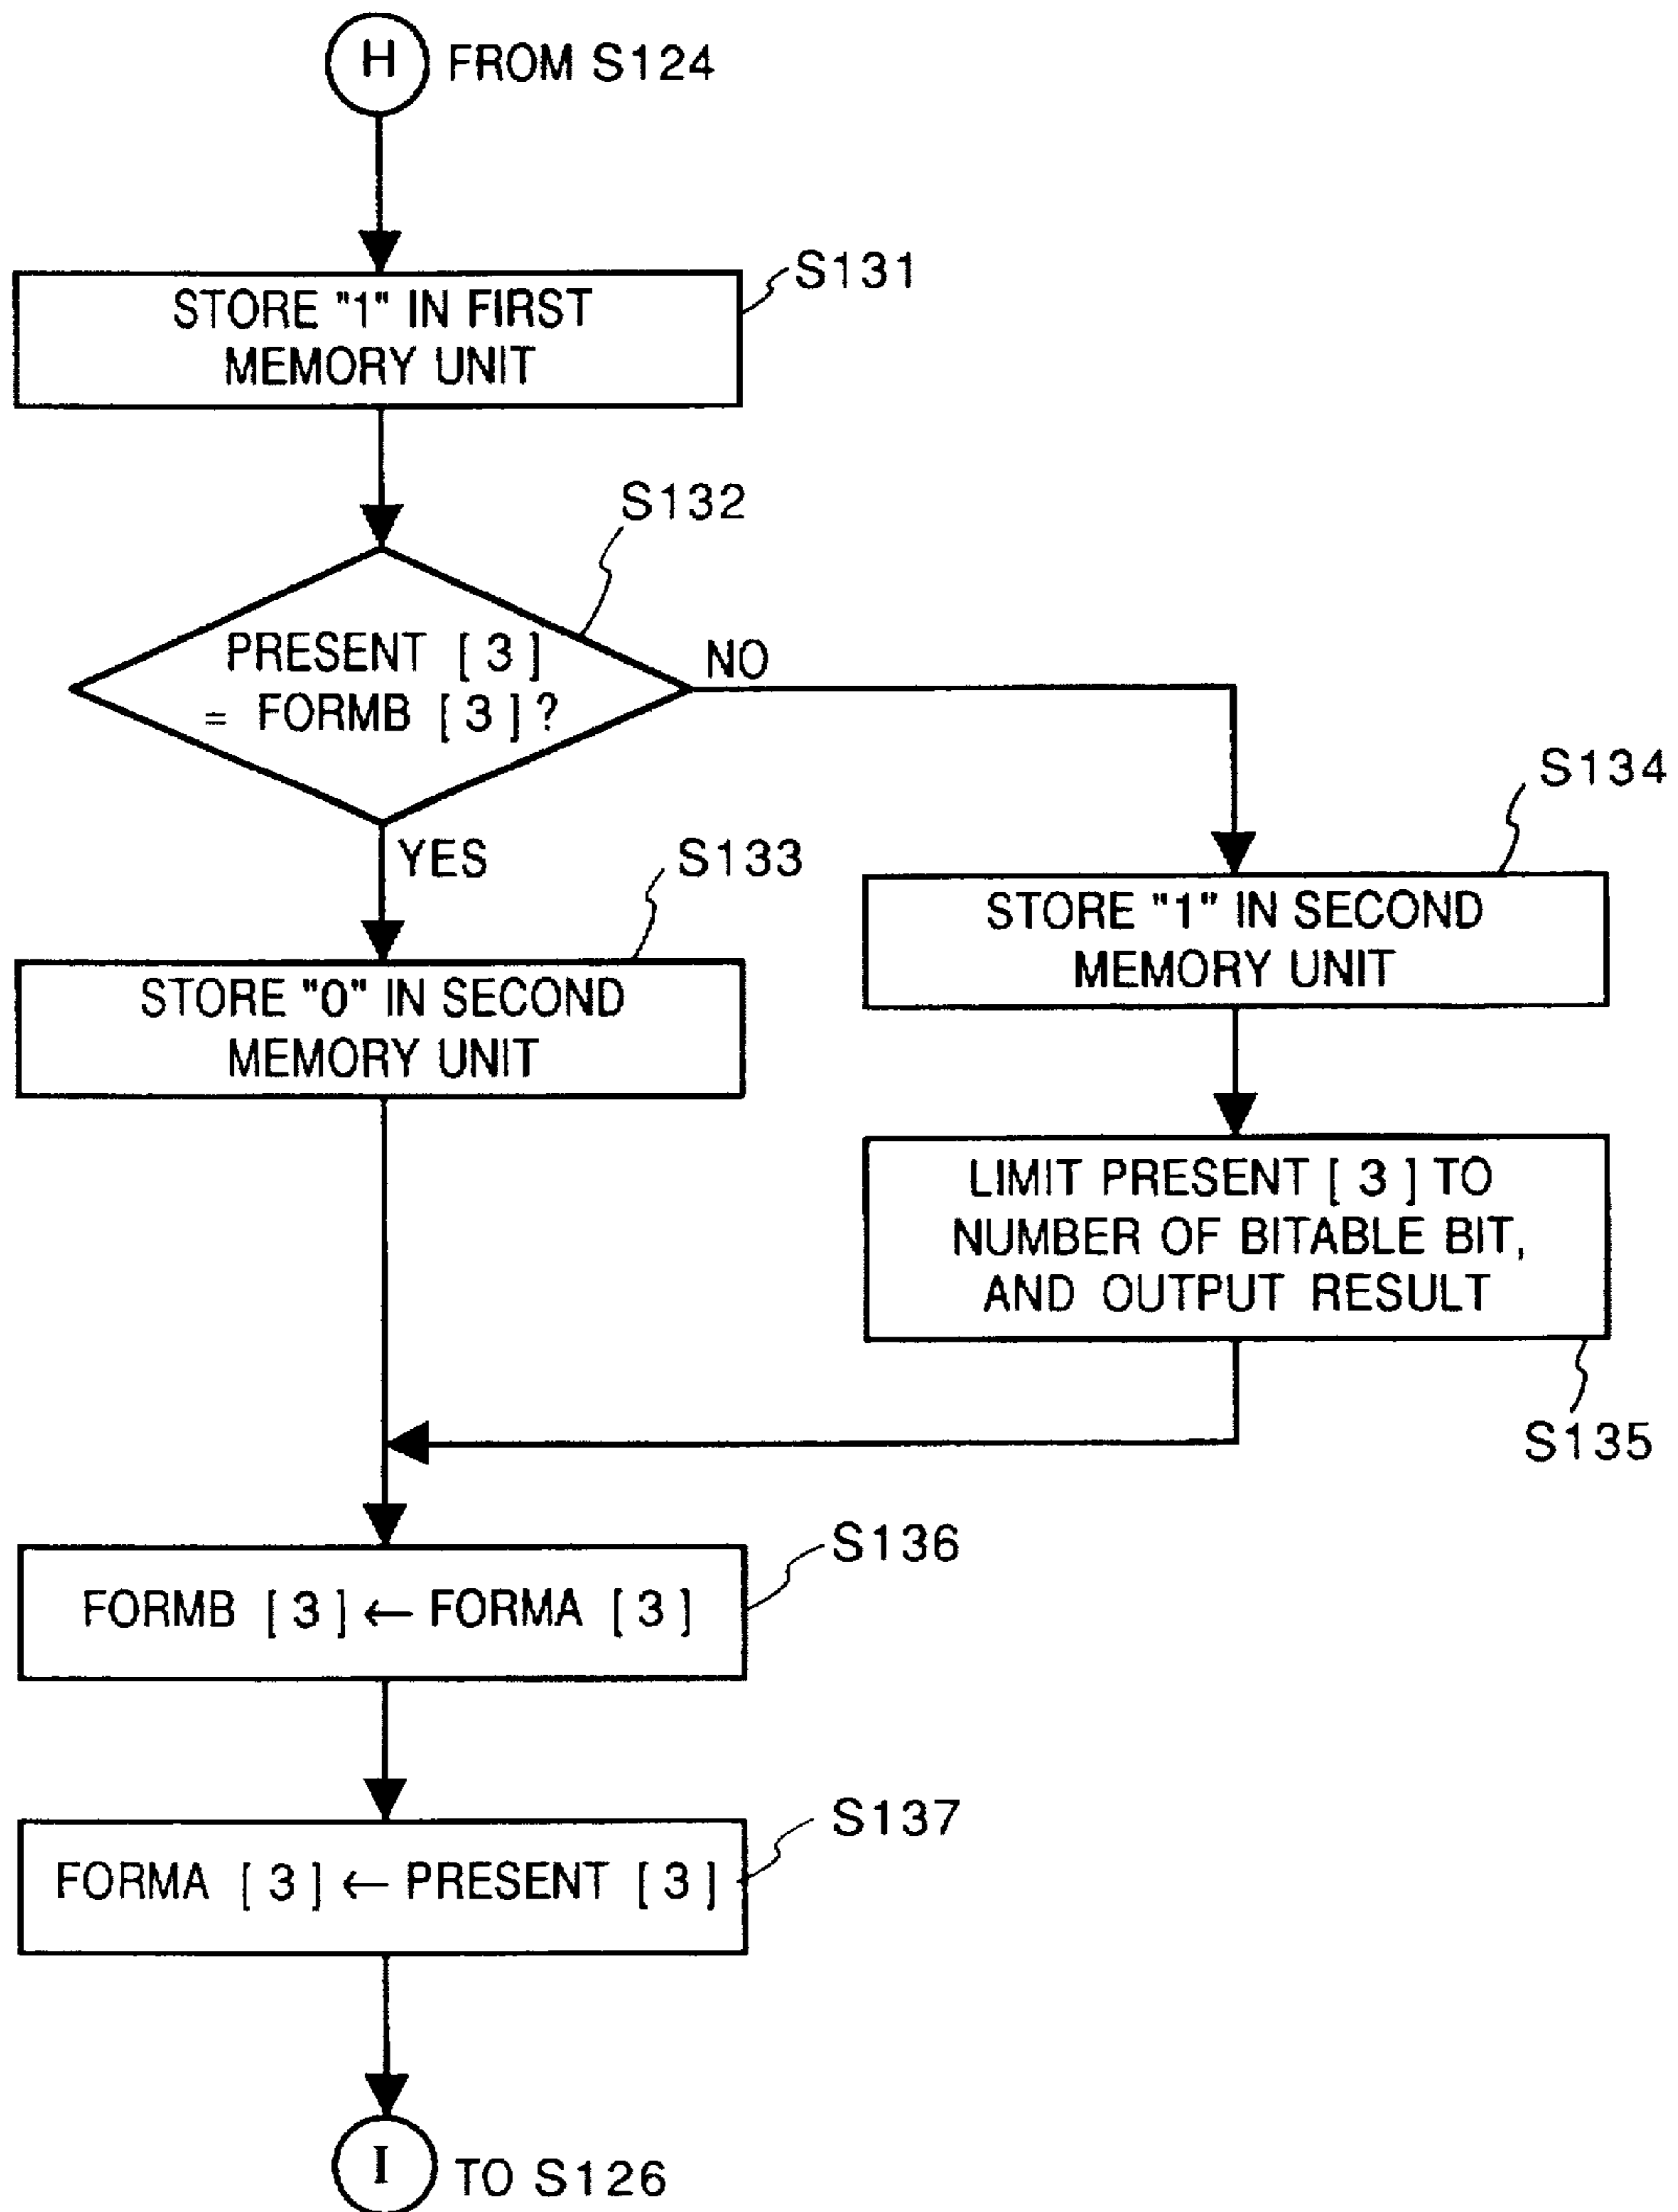 H FROM S124
S131
STORE "1" IN FIRST
MEMORY UNIT
S132
PRESENT [ 3 ]
= FORMB [ 3 ] ?
NO
YES
S133
STORE "0" IN SECOND
MEMORY UNIT
S134
STORE "1" IN SECOND
MEMORY UNIT
LIMIT PRESENT [ 3 ] TO
NUMBER OF BITABLE BIT,
AND OUTPUT RESULT
S135
S136
FORMB [ 3 ] ← FORMA [ 3 ]
S137
FORMA [ 3 ] ← PRESENT [ 3 ]
I TO S126